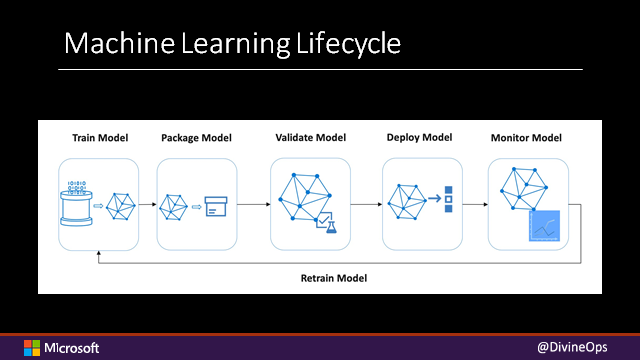 Machine Learning Lifecycle
Train Model Package Model Validate Model Deploy Model Monitor Model
Retrain Model
Microsoft @DivineOps